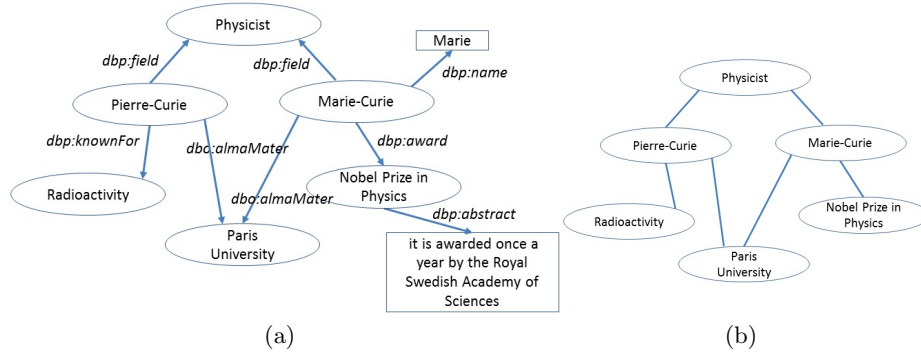 Physicist
Marie
dbp:field
dbp:field
dbp:name
Pierre-Curie
Marie-Curie
dbp:knownFor
dbo:almaMater
dbp:award
Radioactivity
dbo:almaMater
Nobel Prize in
Physics
dbp:abstract
Paris
University
it is awarded once a
year by the Royal
Swedish Academy of
Sciences
(a)
Physicist
Pierre-Curie
Marie-Curie
Radioactivity
Nobel Prize in
Physics
Paris
University
(b)